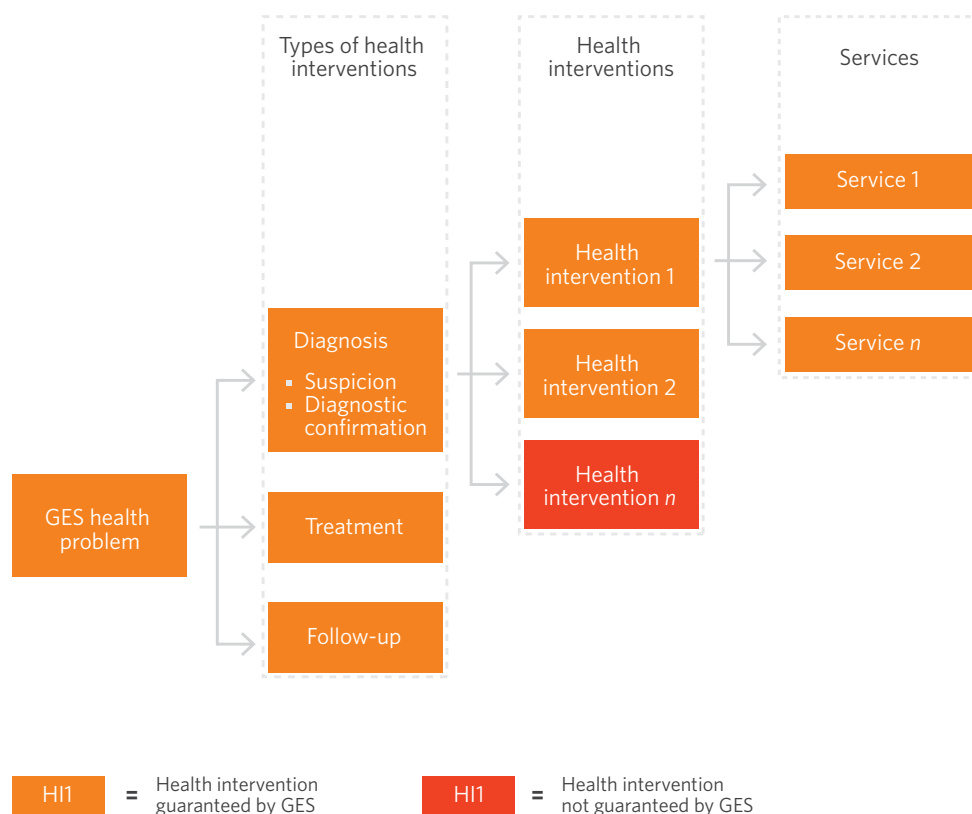 Types of health
interventions
Health
interventions
Services
Service 1
Health
intervention 1
Service 2
Diagnosis
▪ Suspicion
▪ Diagnostic
confirmation
Health
intervention 2
Service n
Health
intervention n
GES health
problem
Treatment
Follow-up
HI1 = Health intervention
guaranteed by GES
HI1 = Health intervention
not guaranteed by GES